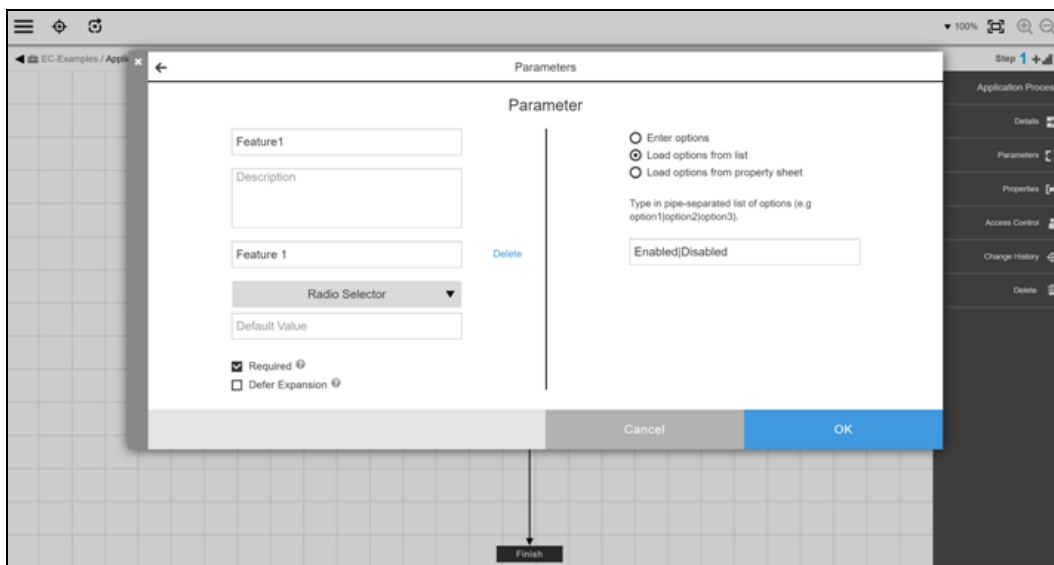 100%
EC-Examples / Applic
Step 1
Parameters
Application Proces
Parameter
Details
Feature1
Enter options
Load options from list
Parameters
Description
Load options from property sheet
Properties
Type in pipe-separated list of options (e.g
option1|option2|option3).
Access Control
Feature 1
Delete
Enabled|Disabled
Change History
Radio Selector
Delete
Default Value
Required
Defer Expansion
Cancel
OK
Finish